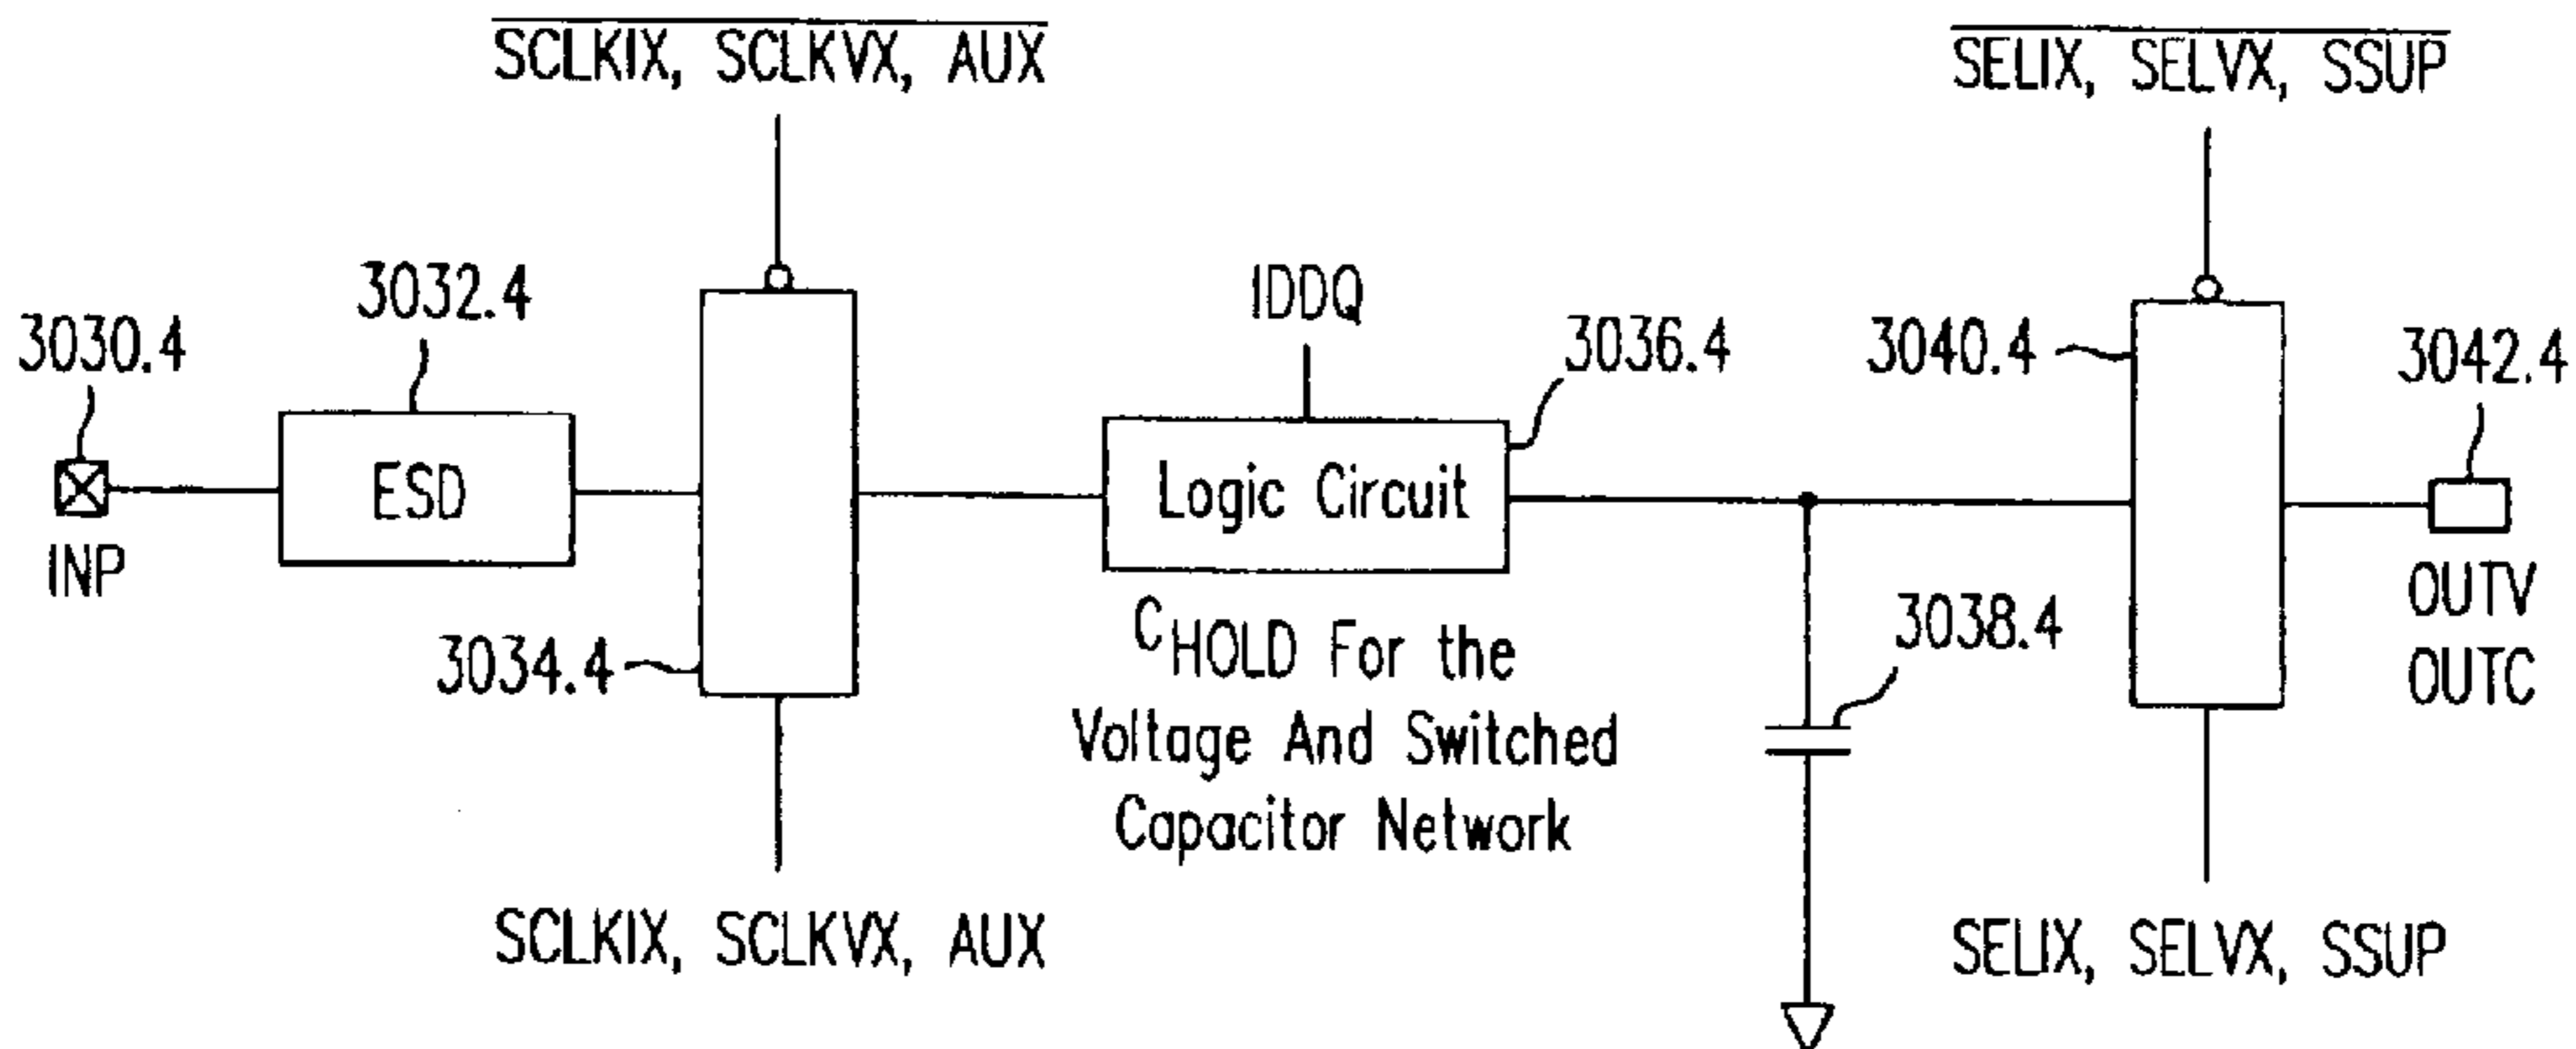 SCLKIX, SCLKVX, AUX
SELIX, SELVX, SSUP
3030.4
3032.4
IDDQ
3036.4
3040.4
3042.4
INP
ESD
3034.4
Logic Circuit
CHOLD For the
Voltage And Switched
Capacitor Network
3038.4
OUTV
OUTC
SCLKIX, SCLKVX, AUX
SELIX, SELVX, SSUP